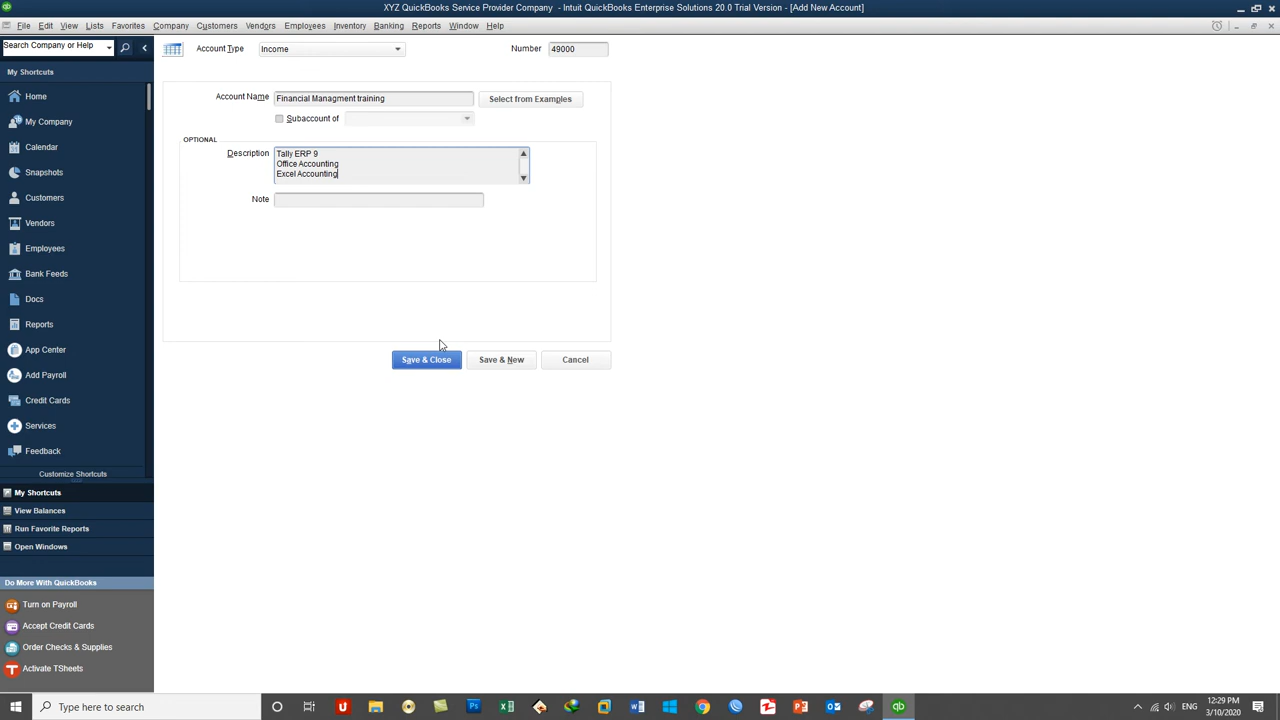 XYZ QuickBooks Service Provider Company - Intuit QuickBooks Enterprise Solutions 20.0 - [Add New Account]
File Edit View Lists Favorites Company Customers Vendors Employees Inventory Banking Reports Window Help
Search Company or Help
Account Type Income Number 49000
My Shortcuts
Home
My Company
Calendar
Snapshots
Customers
Vendors
Employees
Bank Feeds
Docs
Reports
App Center
Add Payroll
Credit Cards
Services
Feedback
Customize Shortcuts
My Shortcuts
View Balances
Run Favorite Reports
Open Windows
Do More With QuickBooks
Turn on Payroll
Accept Credit Cards
Order Checks & Supplies
Activate TSheets
Account Name Financial Managment training Select from Examples
Subaccount of
OPTIONAL
Description Tally ERP 9
Office Accounting
Excel Accounting
Note
Save & Close Save & New Cancel
Type here to search
ENG
12:29 PM
3/10/2020